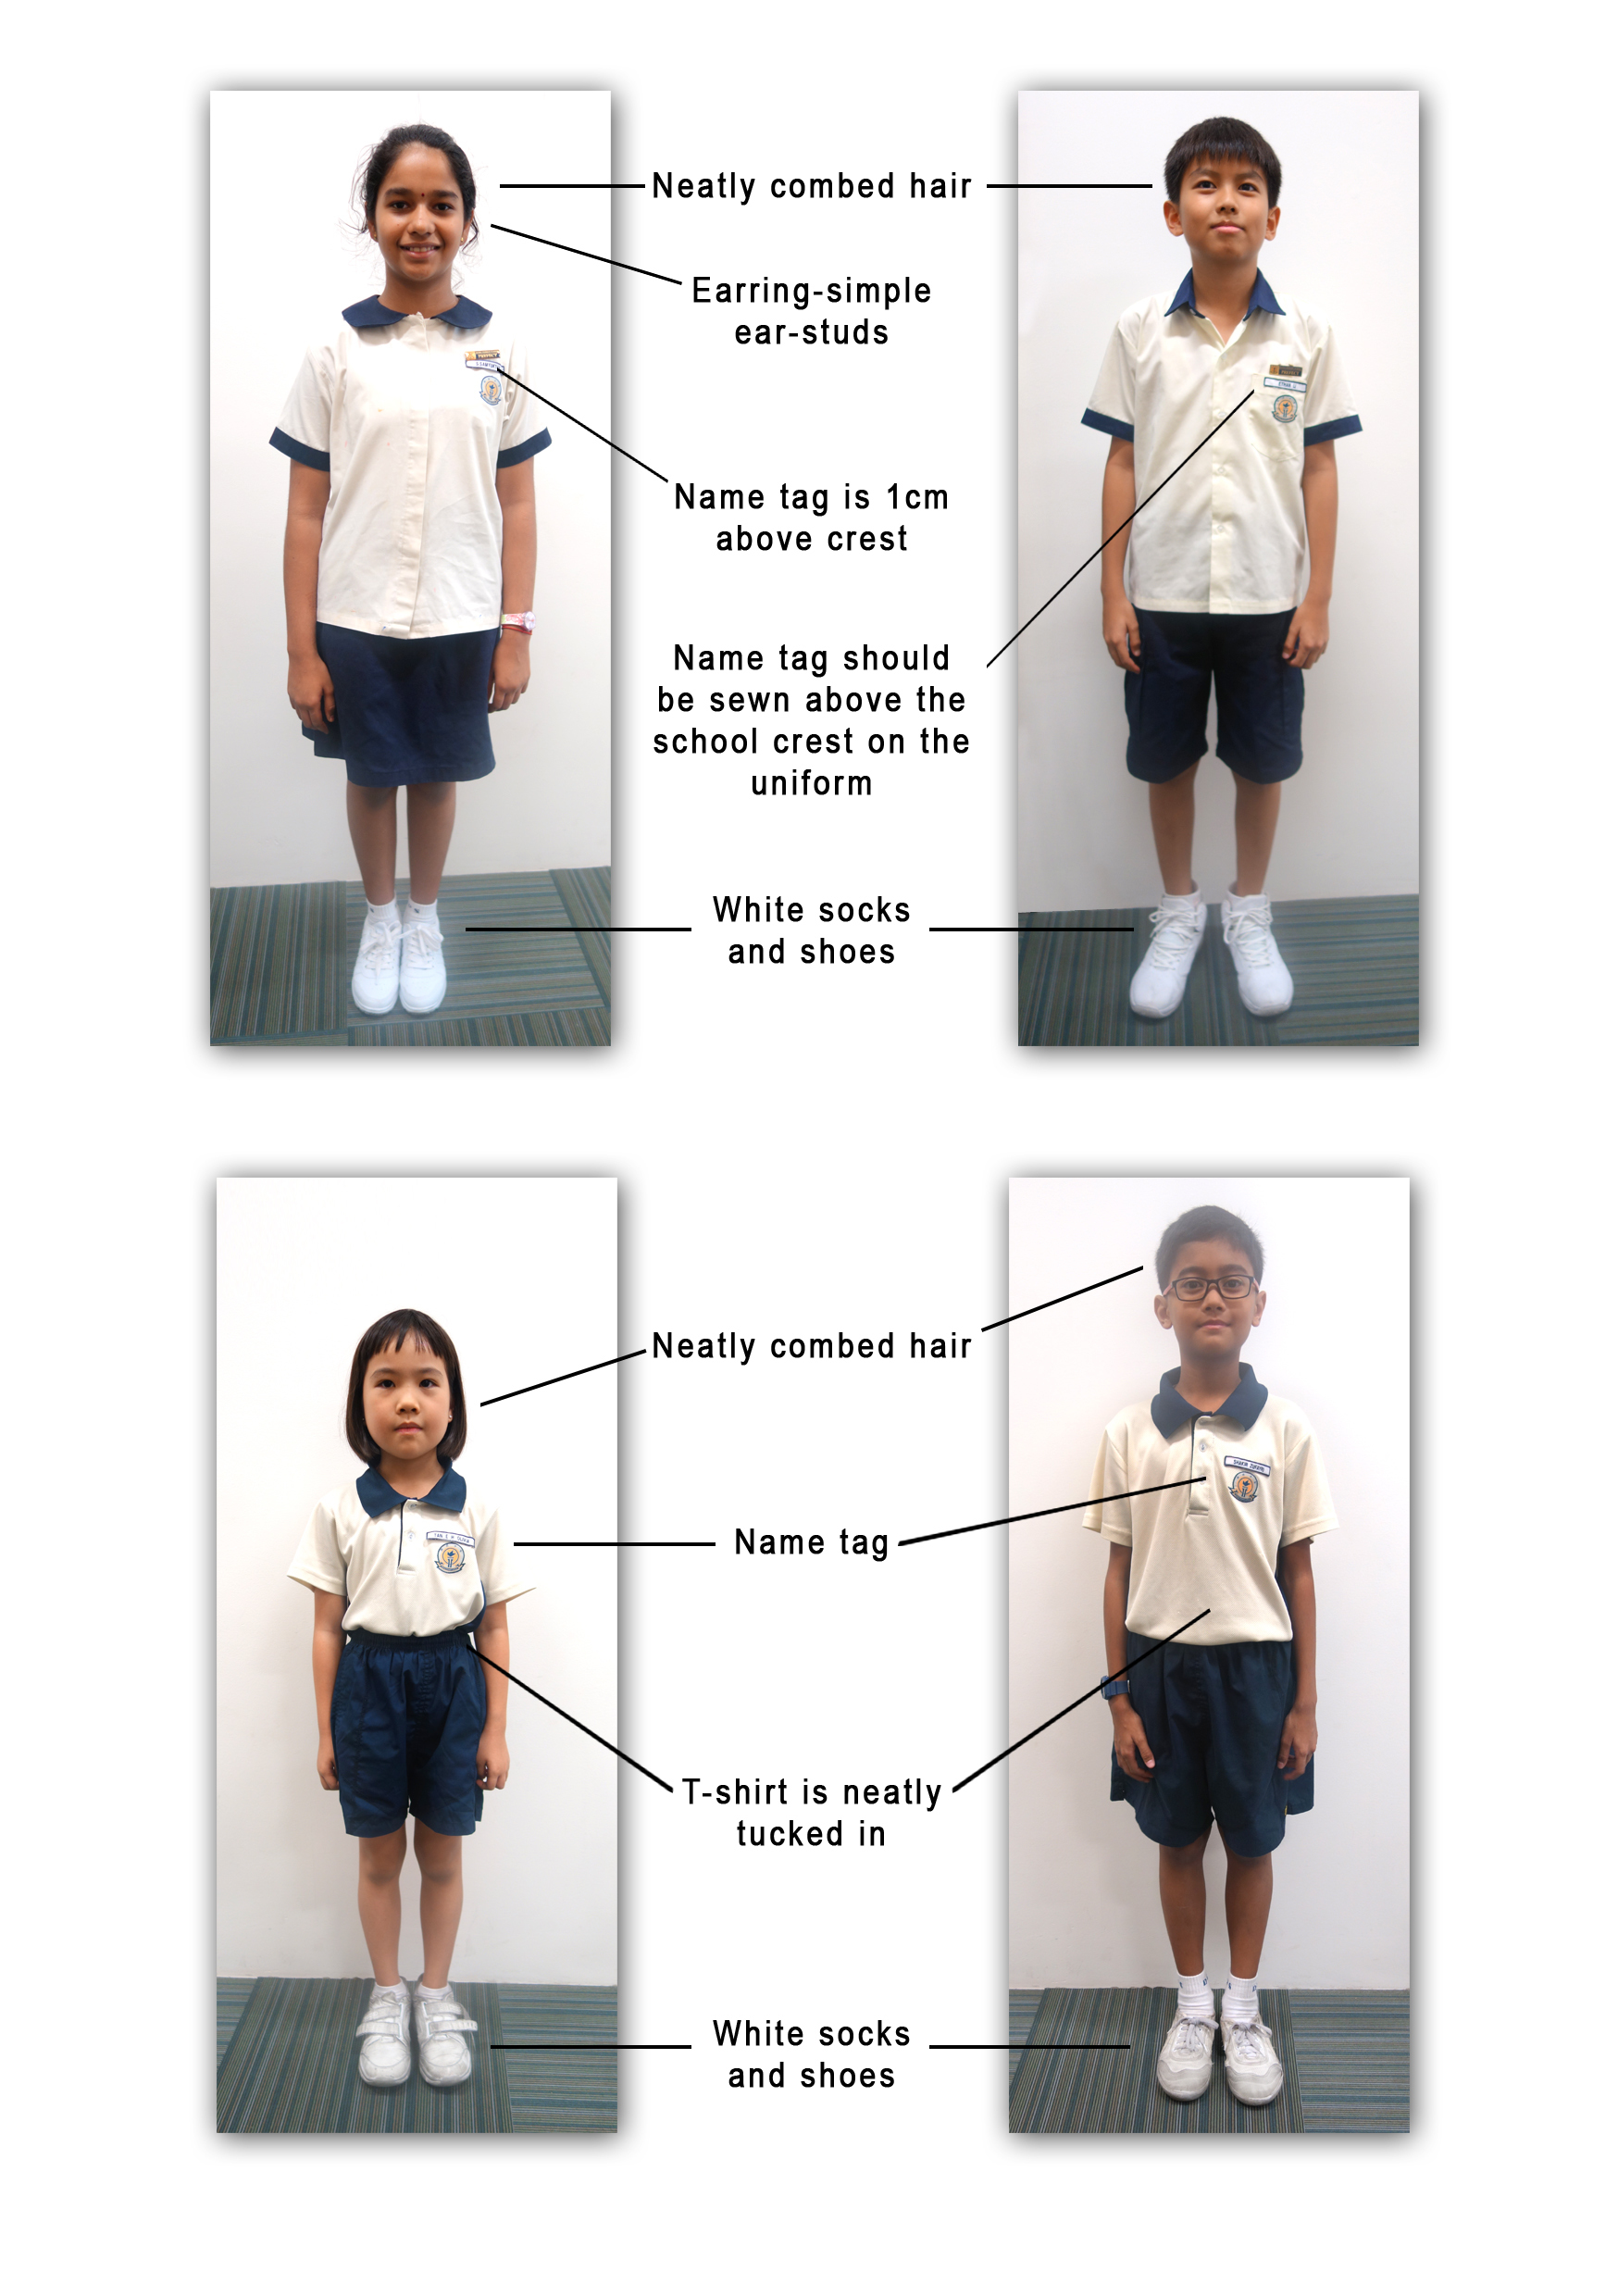 Neatly combed hair
Earring-simple
ear-studs
Name tag is 1cm
above crest
Name tag should
be sewn above the
school crest on the
uniform
White socks
and shoes
Neatly combed hair
Name tag
T-shirt is neatly
tucked in
White socks
and shoes